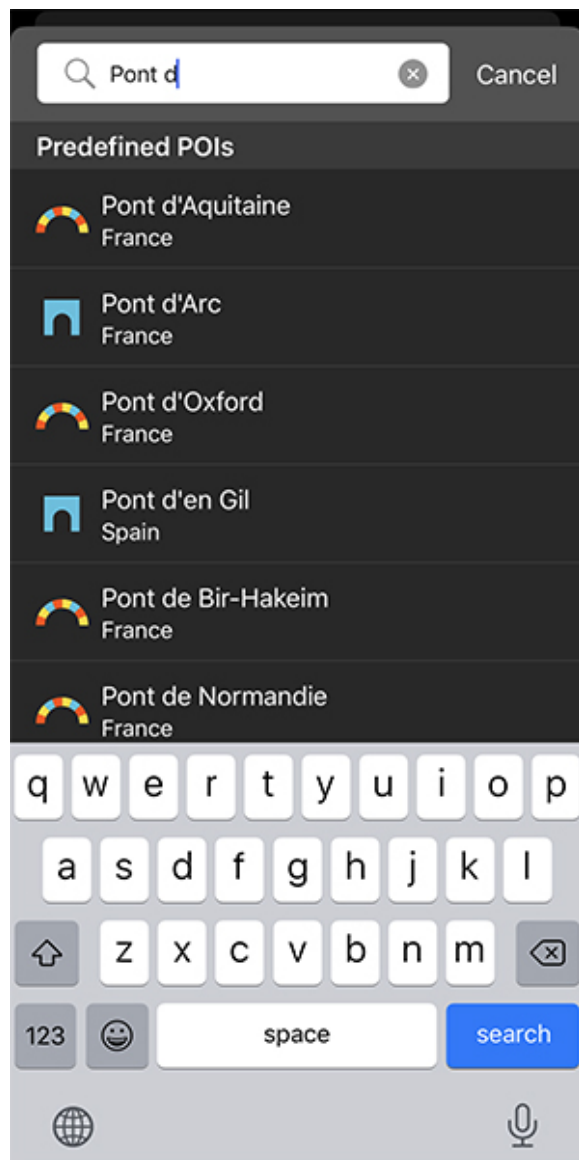 Pont d
Cancel
Predefined POIs
Pont d'Aquitaine
France
Pont d'Arc
France
Pont d'Oxford
France
Pont d'en Gil
Spain
Pont de Bir-Hakeim
France
Pont de Normandie
France
q w e r t y u i o p
a s d f g h j k l
z x c v b n m
123 space search